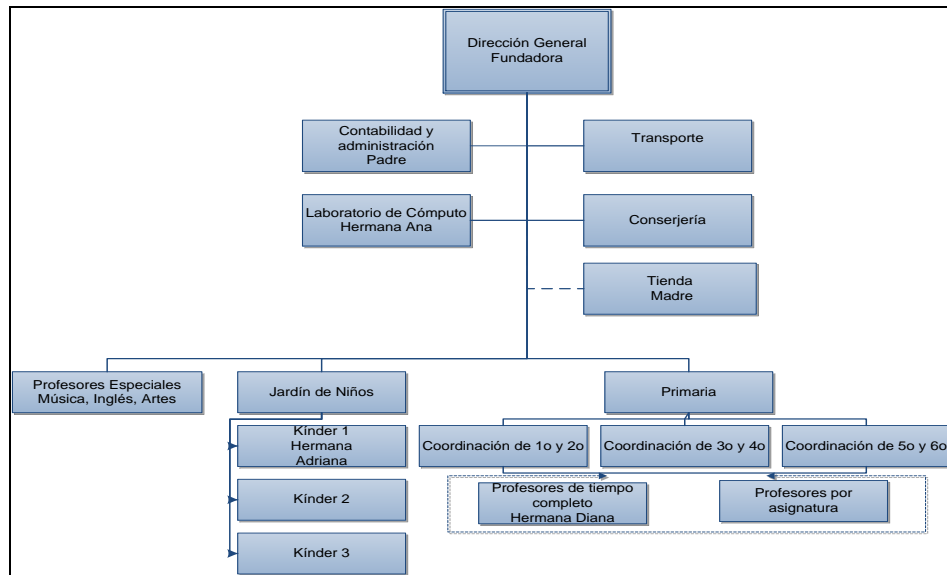 Dirección General
Fundadora
Contabilidad y
administración
Padre
Transporte
Laboratorio de Cómputo
Hermana Ana
Conserjería
Tienda
Madre
Profesores Especiales
Música, Inglés, Artes
Jardín de Niños
Primaria
Kínder 1
Hermana
Adriana
Kínder 2
Kínder 3
Coordinación de 1o y 2o
Coordinación de 3o y 4o
Coordinación de 5o y 6o
Profesores de tiempo
completo
Hermana Diana
Profesores por
asignatura